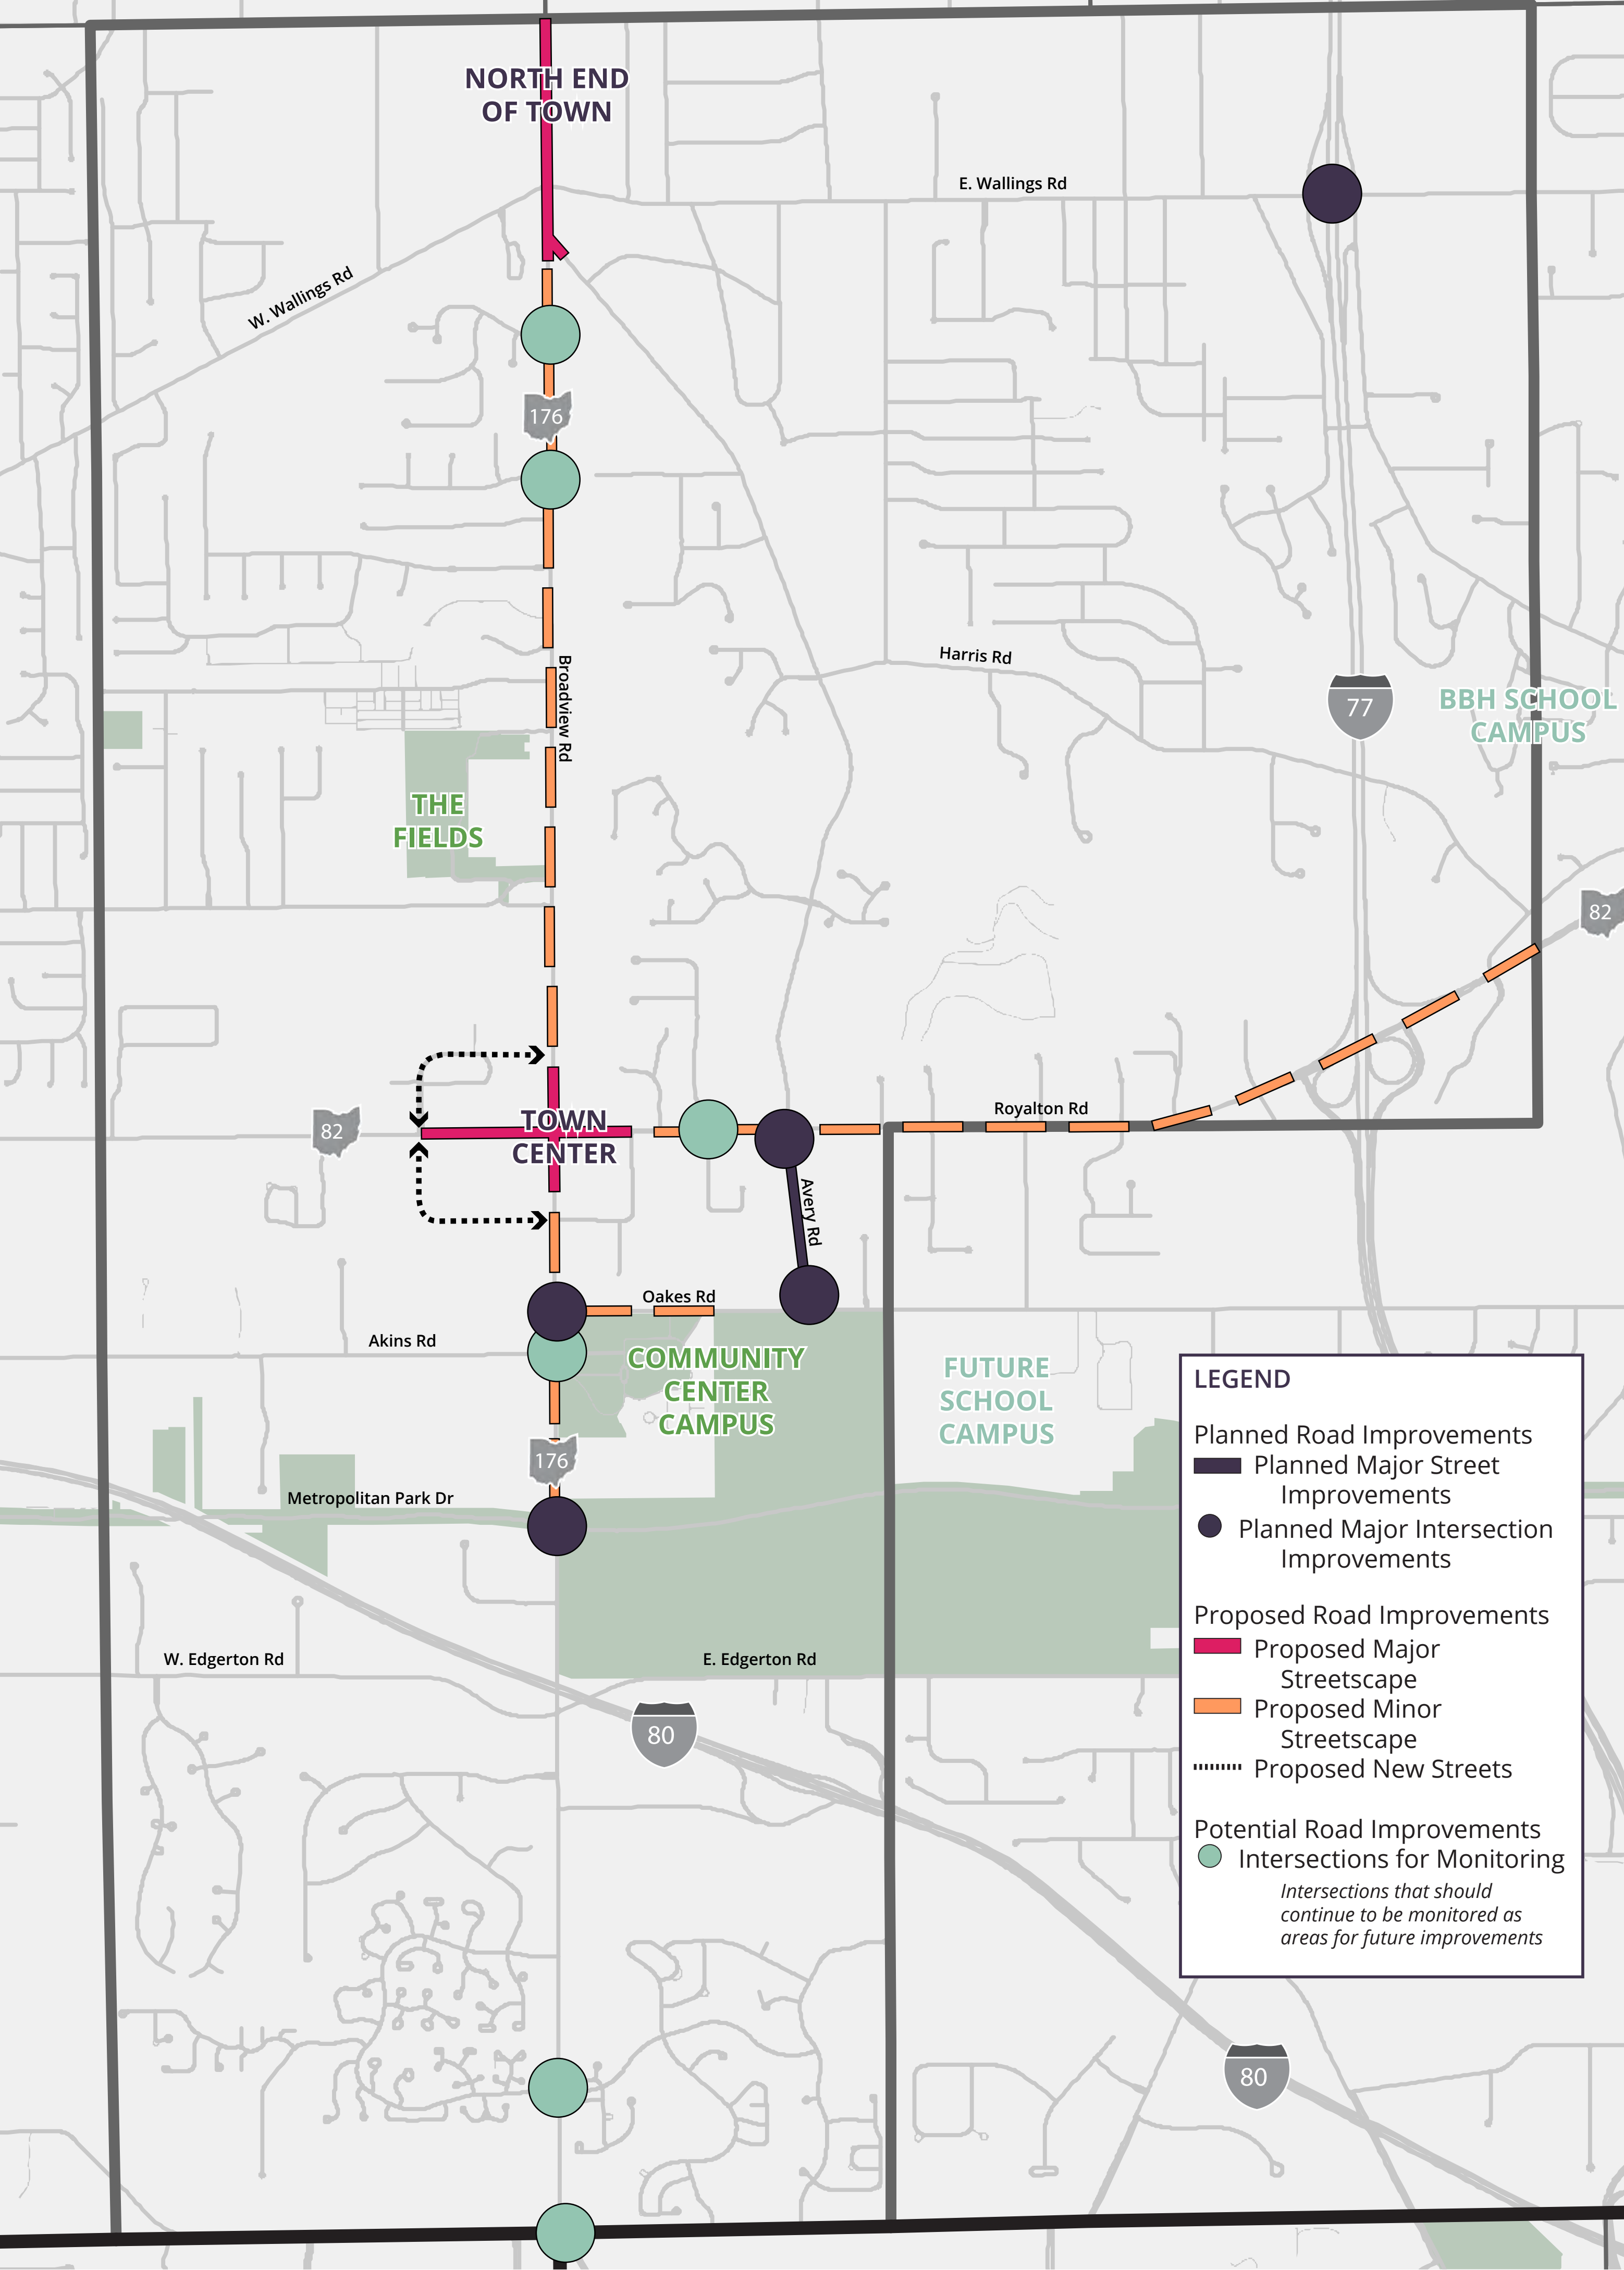 NORTH END
OF TOWN
E. Wallings Rd
W. Wallings Rd
176
Broadview Rd
Harris Rd
77
BBH SCHOOL
CAMPUS
THE
FIELDS
82
82
TOWN
CENTER
Royalton Rd
Avery Rd
Oakes Rd
Akins Rd
COMMUNITY
CENTER
CAMPUS
FUTURE
SCHOOL
CAMPUS
176
Metropolitan Park Dr
W. Edgerton Rd
E. Edgerton Rd
80
80
LEGEND
Planned Road Improvements
Planned Major Street
Improvements
Planned Major Intersection
Improvements
Proposed Road Improvements
Proposed Major
Streetscape
Proposed Minor
Streetscape
Proposed New Streets
Potential Road Improvements
Intersections for Monitoring
Intersections that should
continue to be monitored as
areas for future improvements